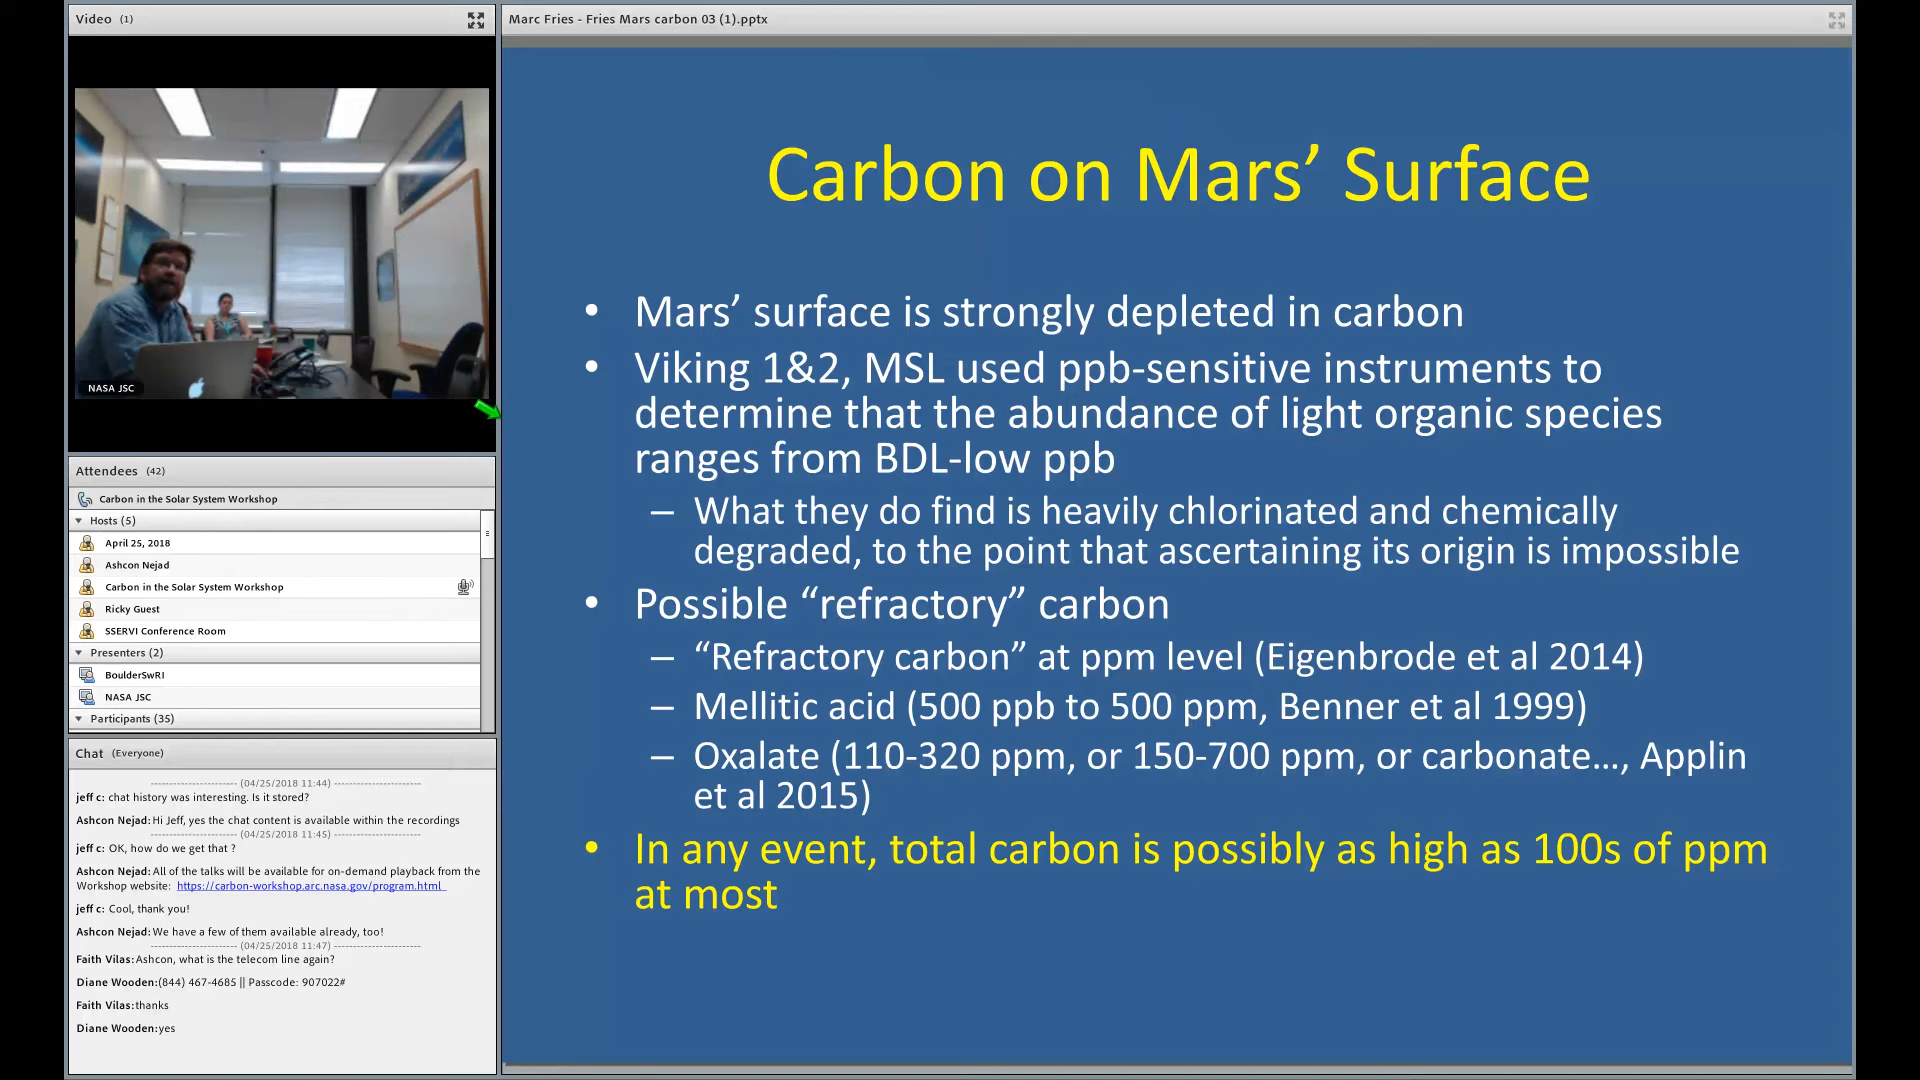 Video (1)
NASA JSC
Attendees (42)
Carbon in the Solar System Workshop
Hosts (5)
April 25, 2018
Ashcon Nejad
Carbon in the Solar System Workshop
Ricky Guest
SSERVI Conference Room
Presenters (2)
BoulderSwRI
NASA JSC
Participants (35)
Chat (Everyone)
------------------------ (04/25/2018 11:44) ------------------------
jeff c: chat history was interesting. Is it stored?
Ashcon Nejad: Hi Jeff, yes the chat content is available within the recordings
------------------------ (04/25/2018 11:45) ------------------------
jeff c: OK, how do we get that ?
Ashcon Nejad: All of the talks will be available for on-demand playback from the
Workshop website: https://carbon-workshop.arc.nasa.gov/program.html
jeff c: Cool, thank you!
Ashcon Nejad: We have a few of them available already, too!
------------------------ (04/25/2018 11:47) ------------------------
Faith Vilas: Ashcon, what is the telecom line again?
Diane Wooden: (844) 467-4685 || Passcode: 907022#
Faith Vilas: thanks
Diane Wooden: yes
Marc Fries - Fries Mars carbon 03 (1).pptx
Carbon on Mars’ Surface
• Mars’ surface is strongly depleted in carbon
• Viking 1&2, MSL used ppb-sensitive instruments to
determine that the abundance of light organic species
ranges from BDL-low ppb
– What they do find is heavily chlorinated and chemically
degraded, to the point that ascertaining its origin is impossible
• Possible “refractory” carbon
– “Refractory carbon” at ppm level (Eigenbrode et al 2014)
– Mellitic acid (500 ppb to 500 ppm, Benner et al 1999)
– Oxalate (110-320 ppm, or 150-700 ppm, or carbonate…, Applin
et al 2015)
• In any event, total carbon is possibly as high as 100s of ppm
at most